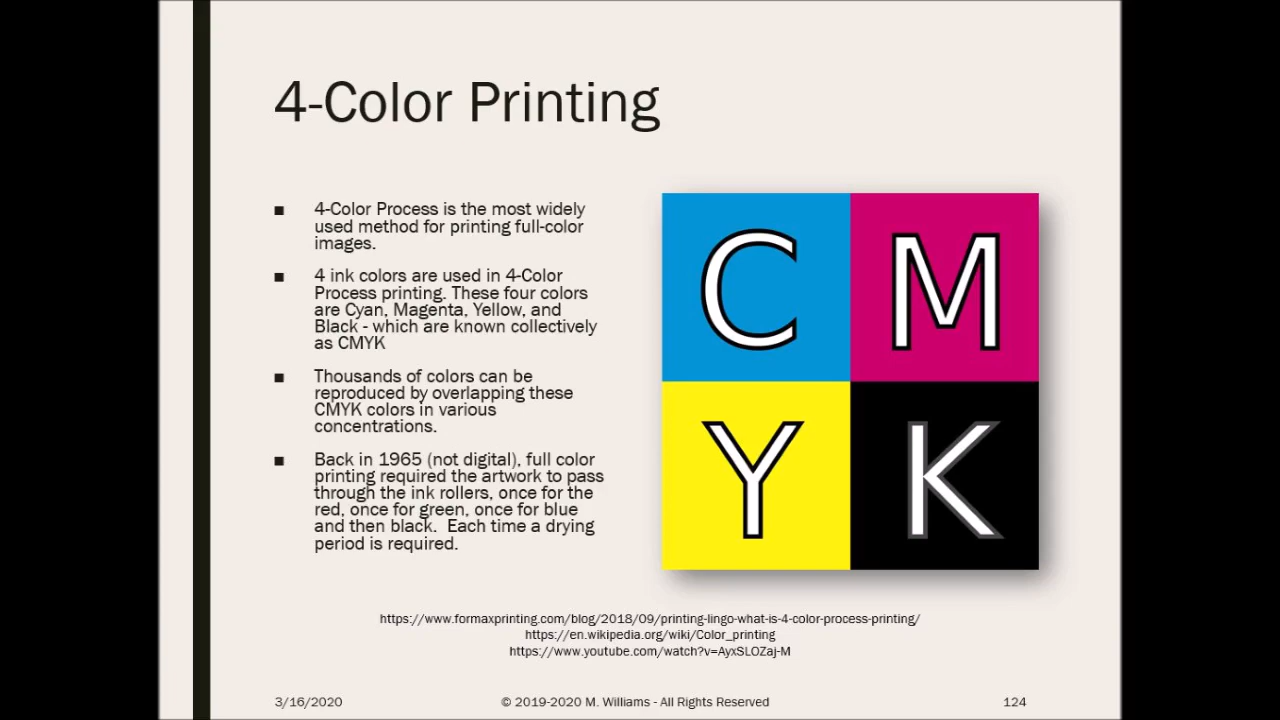 4-Color Printing
■ 4-Color Process is the most widely
used method for printing full-color
images.
■ 4 ink colors are used in 4-Color
Process printing. These four colors
are Cyan, Magenta, Yellow, and
Black - which are known collectively
as CMYK
■ Thousands of colors can be
reproduced by overlapping these
CMYK colors in various
concentrations.
■ Back in 1965 (not digital), full color
printing required the artwork to pass
through the ink rollers, once for the
red, once for green, once for blue
and then black.  Each time a drying
period is required.
C M
Y K
https://www.formaxprinting.com/blog/2018/09/printing-lingo-what-is-4-color-process-printing/
https://en.wikipedia.org/wiki/Color_printing
https://www.youtube.com/watch?v=AyxSLOZaj-M
3/16/2020 © 2019-2020 M. Williams - All Rights Reserved 124